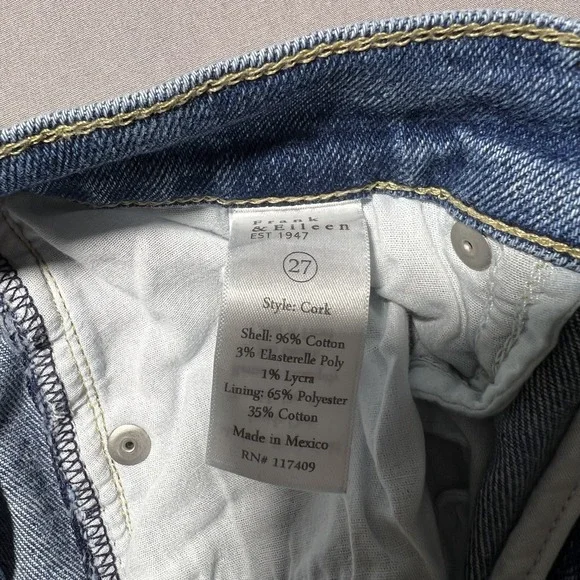 Frank
& Eileen
EST 1947
27
Style: Cork
Shell: 96% Cotton
3% Elasterelle Poly
1% Lycra
Lining: 65% Polyester
35% Cotton
Made in Mexico
RN# 117409